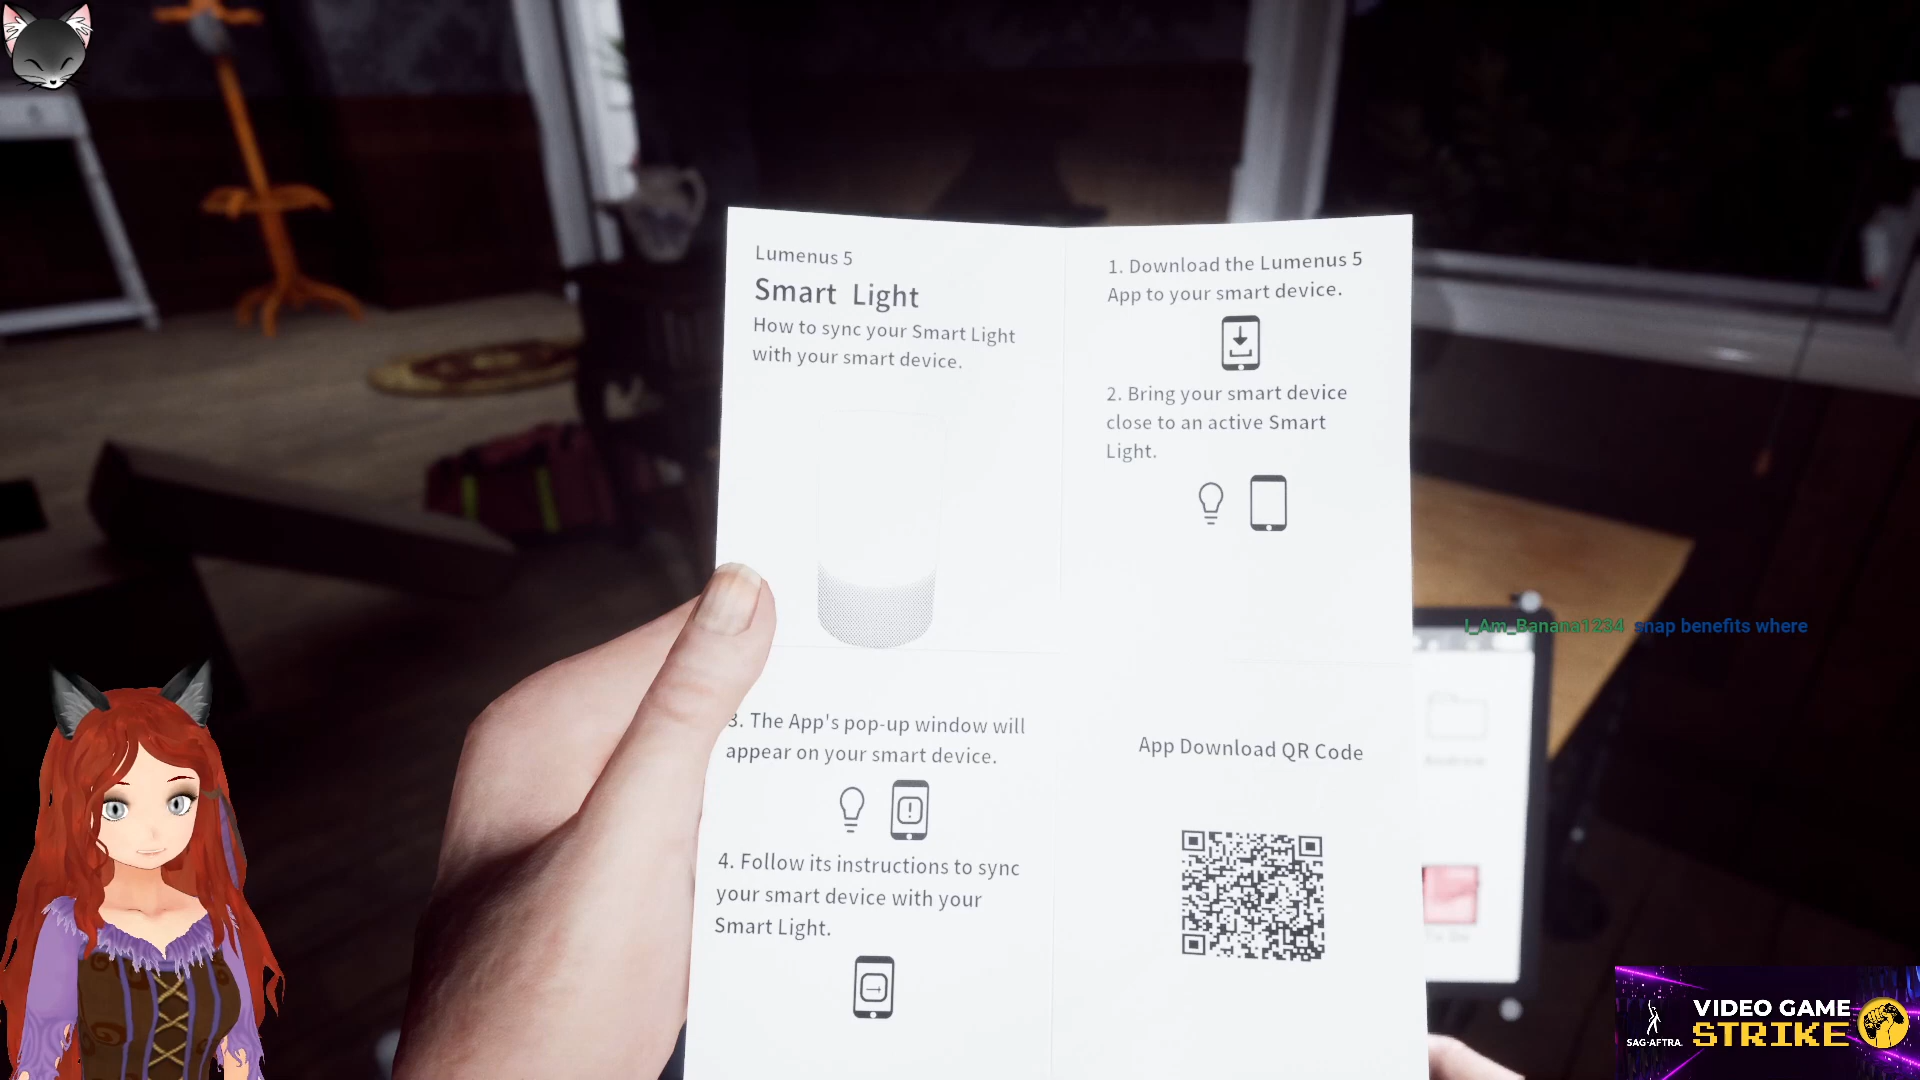 Lumenus 5
Smart Light
How to sync your Smart Light
with your smart device.
1. Download the Lumenus 5
App to your smart device.
2. Bring your smart device
close to an active Smart
Light.
3. The App's pop-up window will
appear on your smart device.
4. Follow its instructions to sync
your smart device with your
Smart Light.
App Download QR Code
I_Am_Banana1234 snap benefits where
SAG-AFTRA.
VIDEO GAME
STRIKE